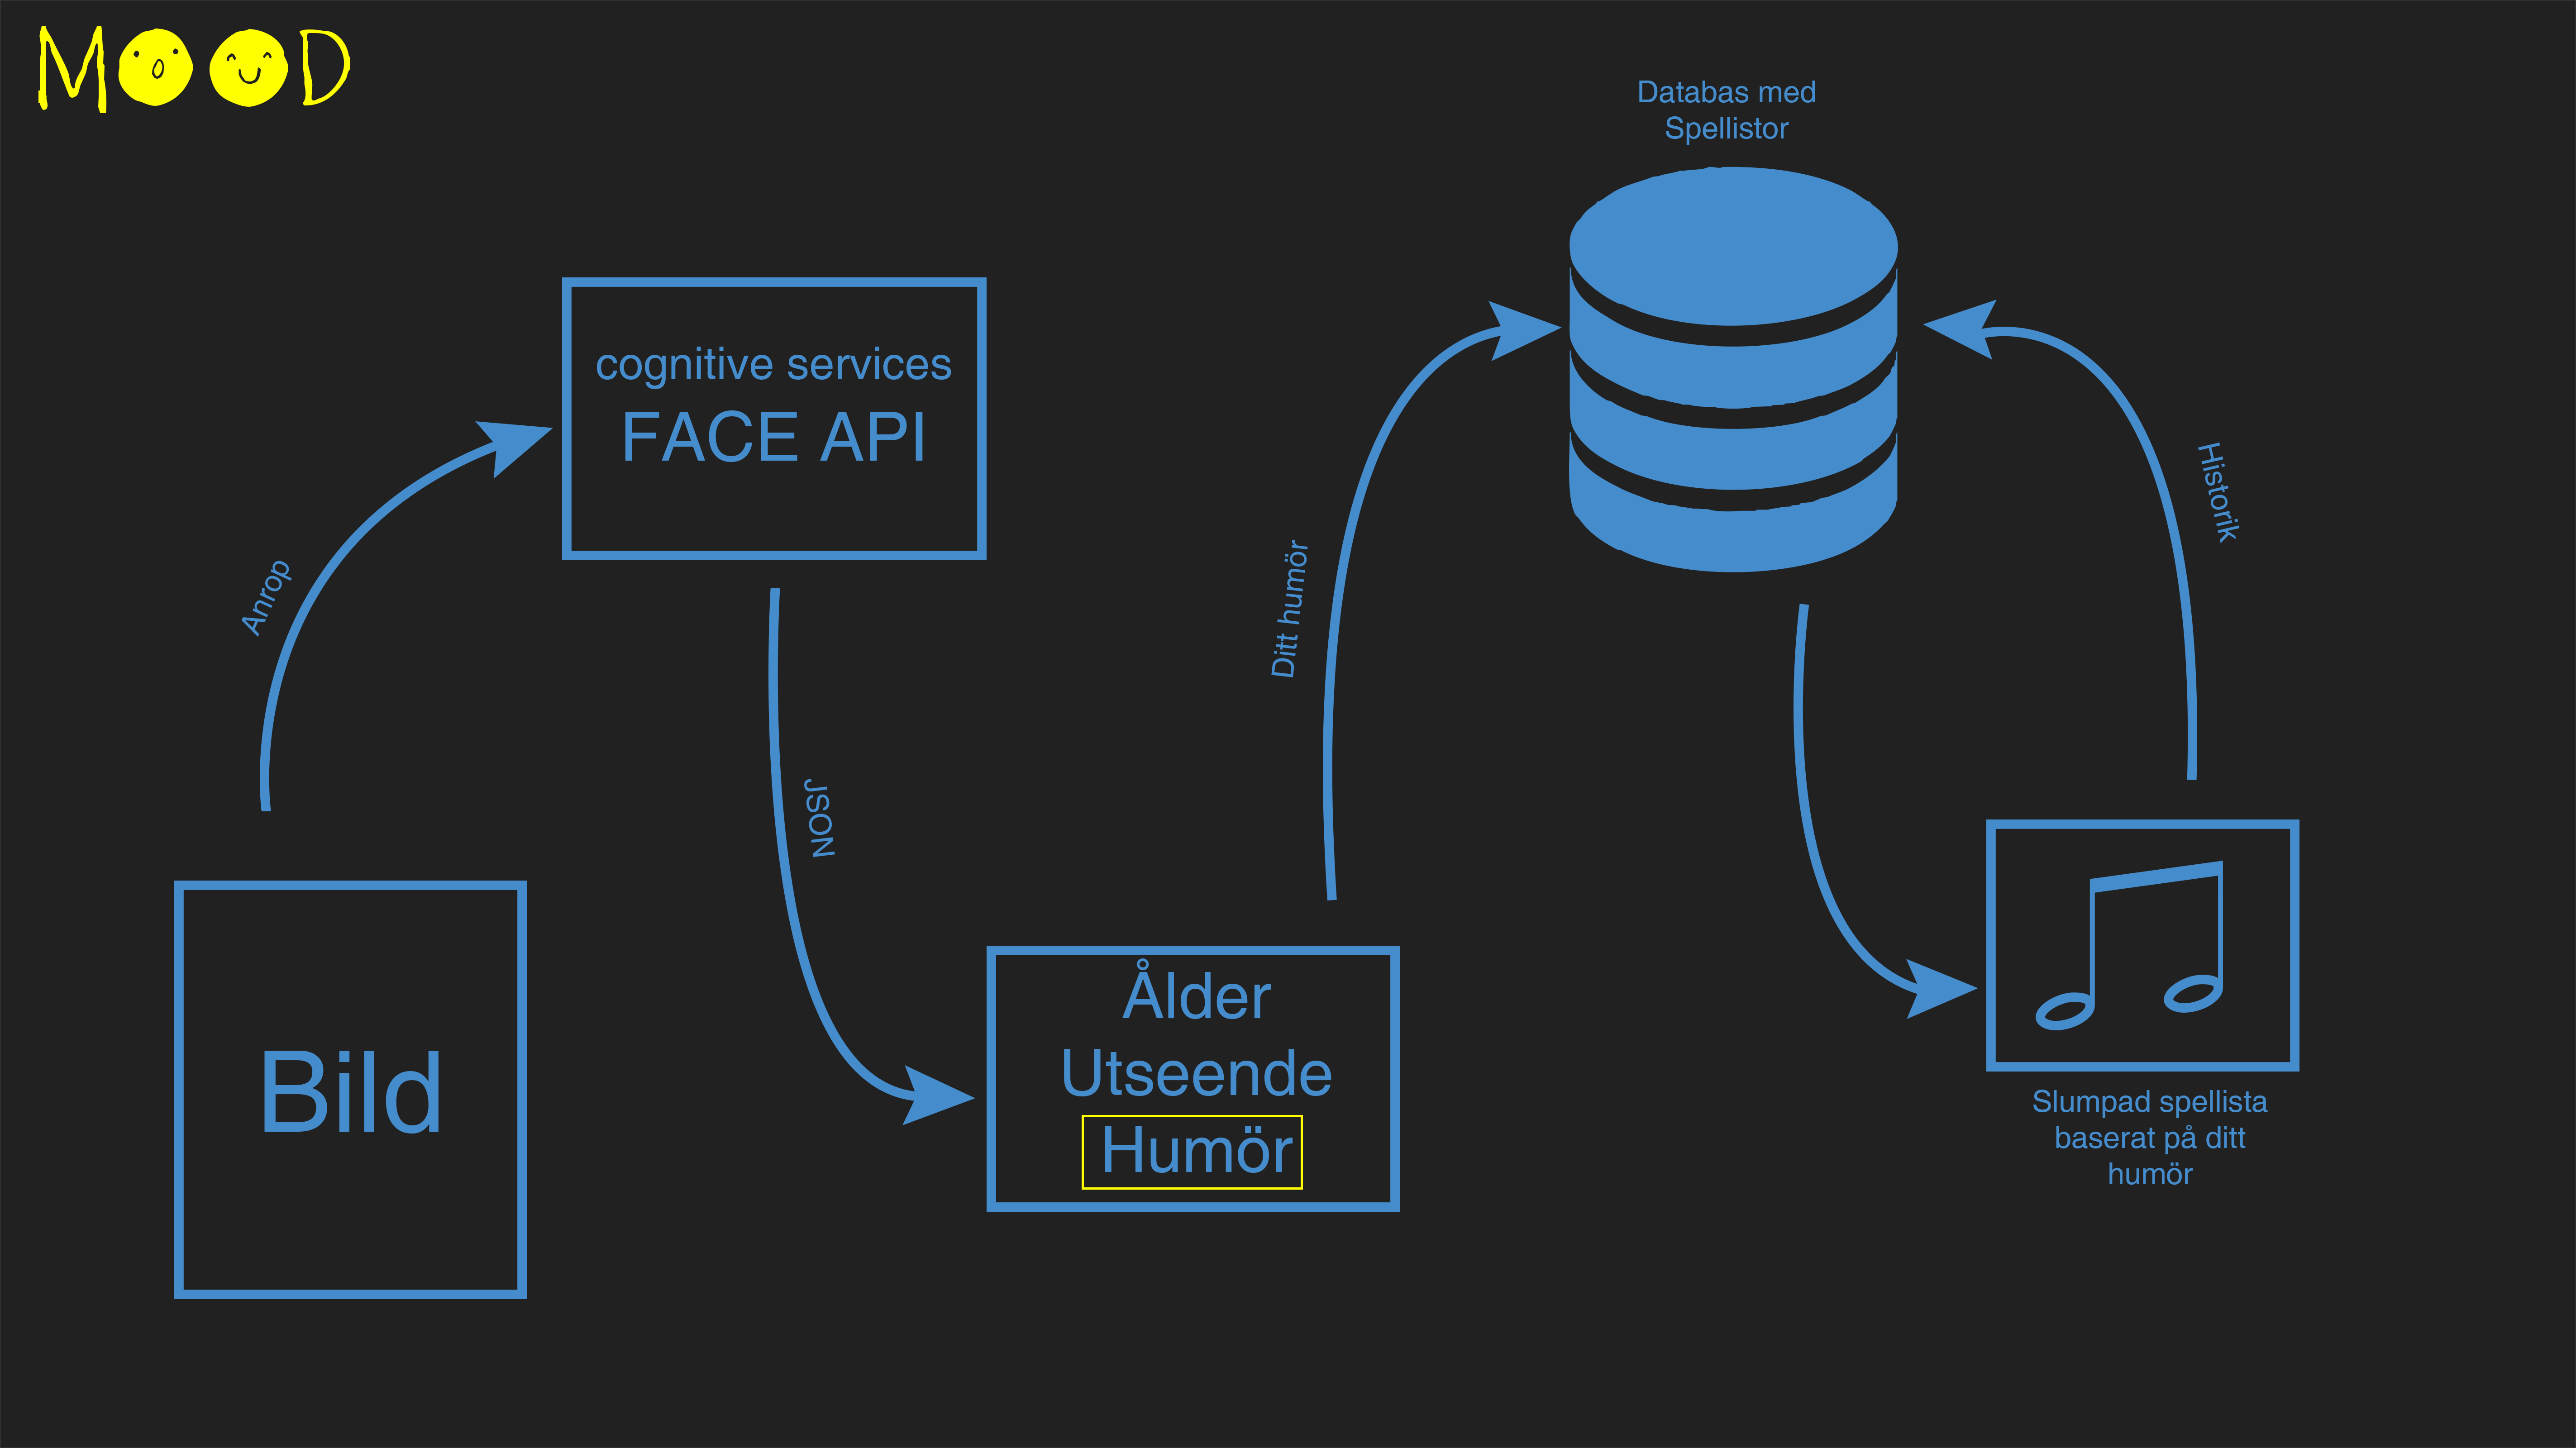 MOOD
Databas med
Spellistor
cognitive services
FACE API
Anrop
Historik
Ditt humör
JSON
Bild
Ålder
Utseende
Humör
Slumpad spellista
baserat på ditt
humör